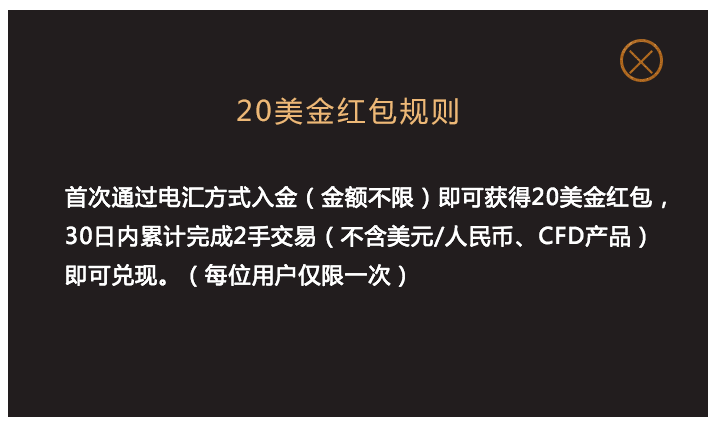 20美金红包规则
首次通过电汇方式入金（金额不限）即可获得20美金红包，
30日内累计完成2手交易（不含美元/人民币、CFD产品）
即可兑现。（每位用户仅限一次）